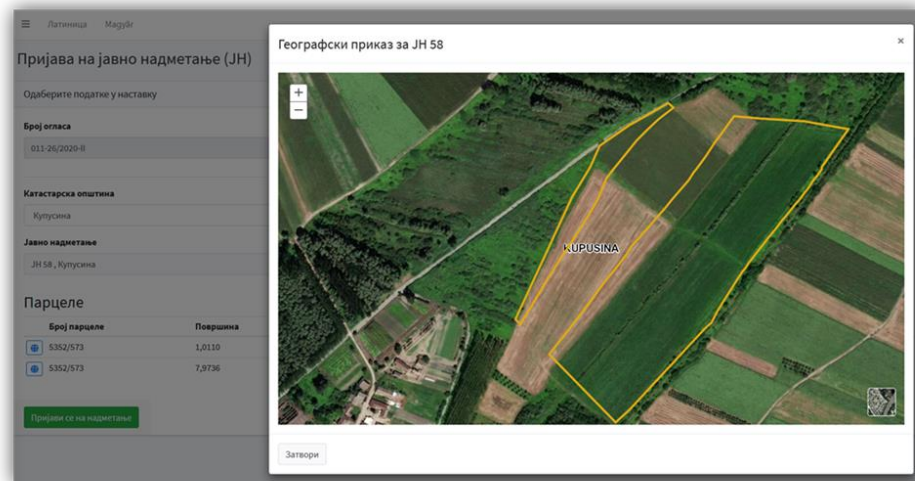 Латиница Magyar
Пријава на јавно надметање (ЈН)
Одаберите податке у наставку
Број огласа
011-26/2020-II
Катастарска општина
Купусина
Јавно надметање
ЈН 58 , Купусина
Парцеле
Број парцеле Површина
5352/573 1,0110
5352/573 7,9736
Пријави се на надметање
Географски приказ за ЈН 58
×
+
−
KUPUSINA
Затвори